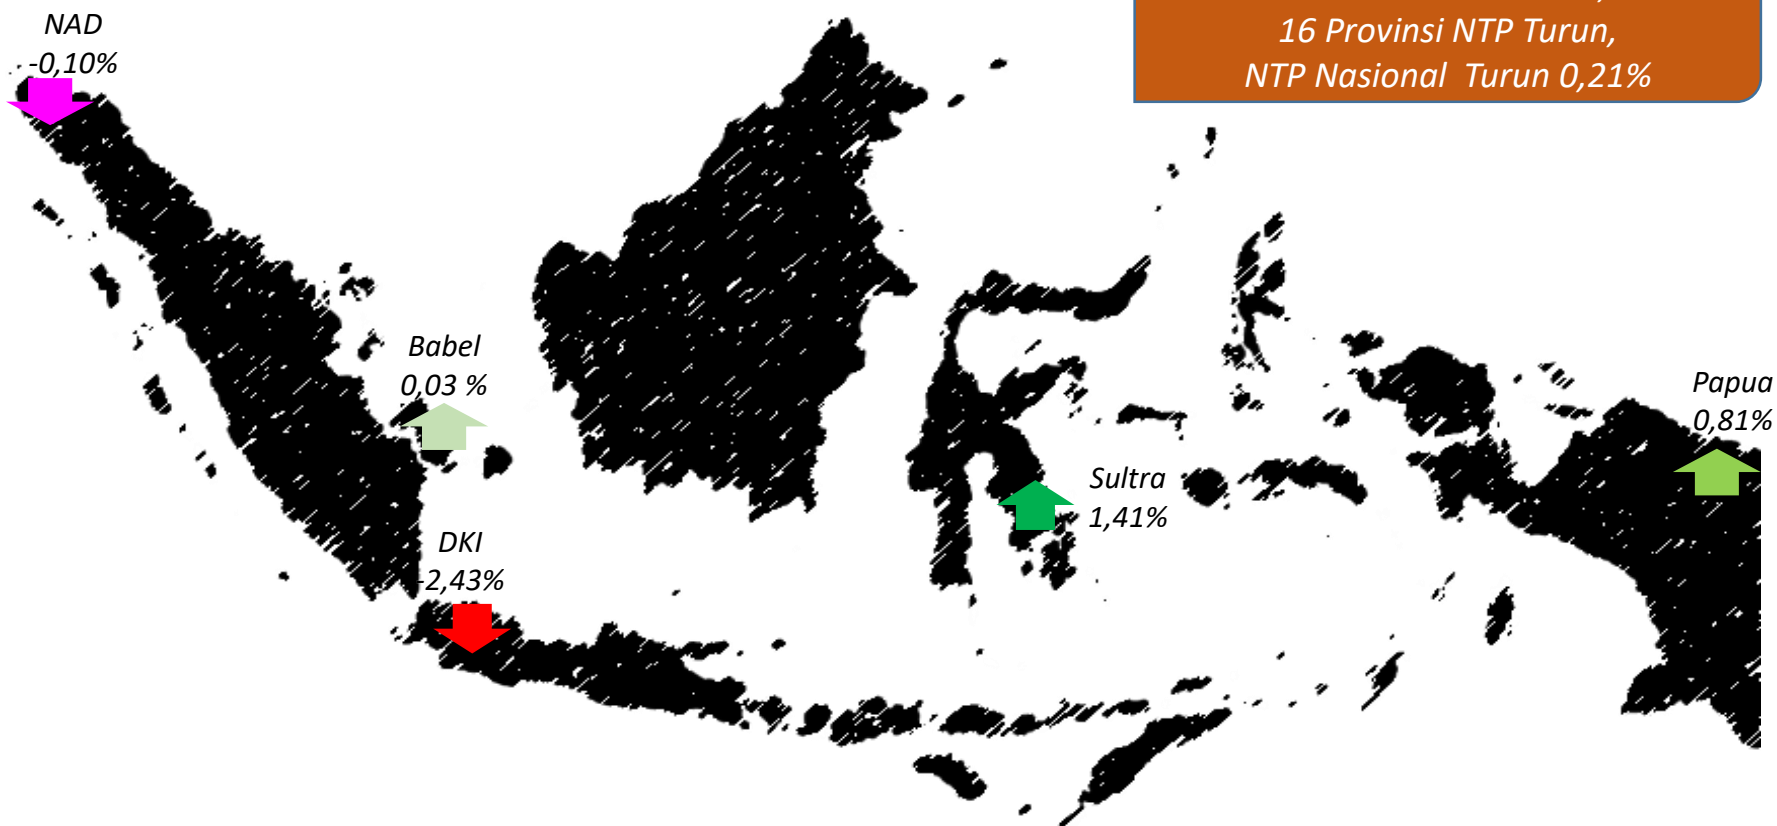 16 Provinsi NTP Turun,
NTP Nasional Turun 0,21%
NAD
-0,10%
Babel
0,03 %
Papua
0,81%
Sultra
1,41%
DKI
-2,43%